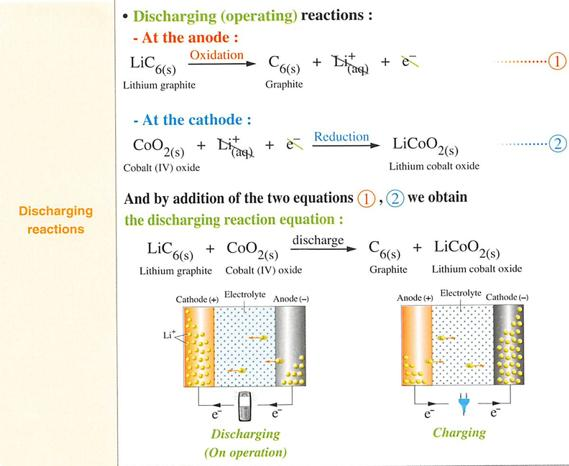 • Discharging (operating) reactions :
- At the anode :
LiC6(s) Oxidation C6(s) + Li+(aq) + e− ........ 1
Lithium graphite Graphite
- At the cathode :
CoO2(s) + Li+(aq) + e− Reduction LiCoO2(s) ........ 2
Cobalt (IV) oxide Lithium cobalt oxide
And by addition of the two equations 1 , 2 we obtain
the discharging reaction equation :
Discharging
reactions
LiC6(s) + CoO2(s) discharge C6(s) + LiCoO2(s)
Lithium graphite Cobalt (IV) oxide Graphite Lithium cobalt oxide
Cathode (+) Electrolyte Anode (−)
Li+
e− e−
Discharging
(On operation)
Anode (+) Electrolyte Cathode (−)
e− e−
Charging